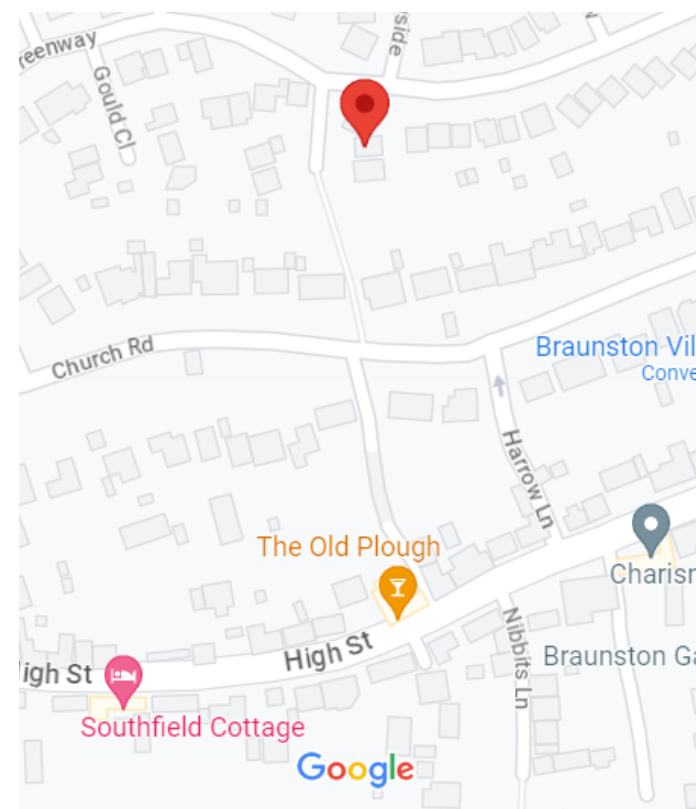 reenway
Gould Cl
side
Church Rd
Braunston Vil
Conve
Harrow Ln
The Old Plough
Charism
High St
igh St
Nibbits Ln
Braunston Ga
Southfield Cottage
Google